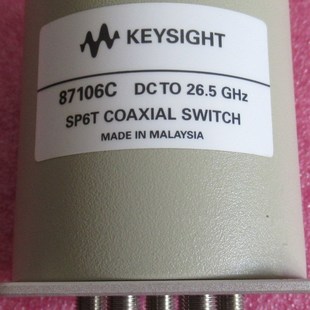 KEYSIGHT
87106C DC TO 26.5 GHz
SP6T COAXIAL SWITCH
MADE IN MALAYSIA